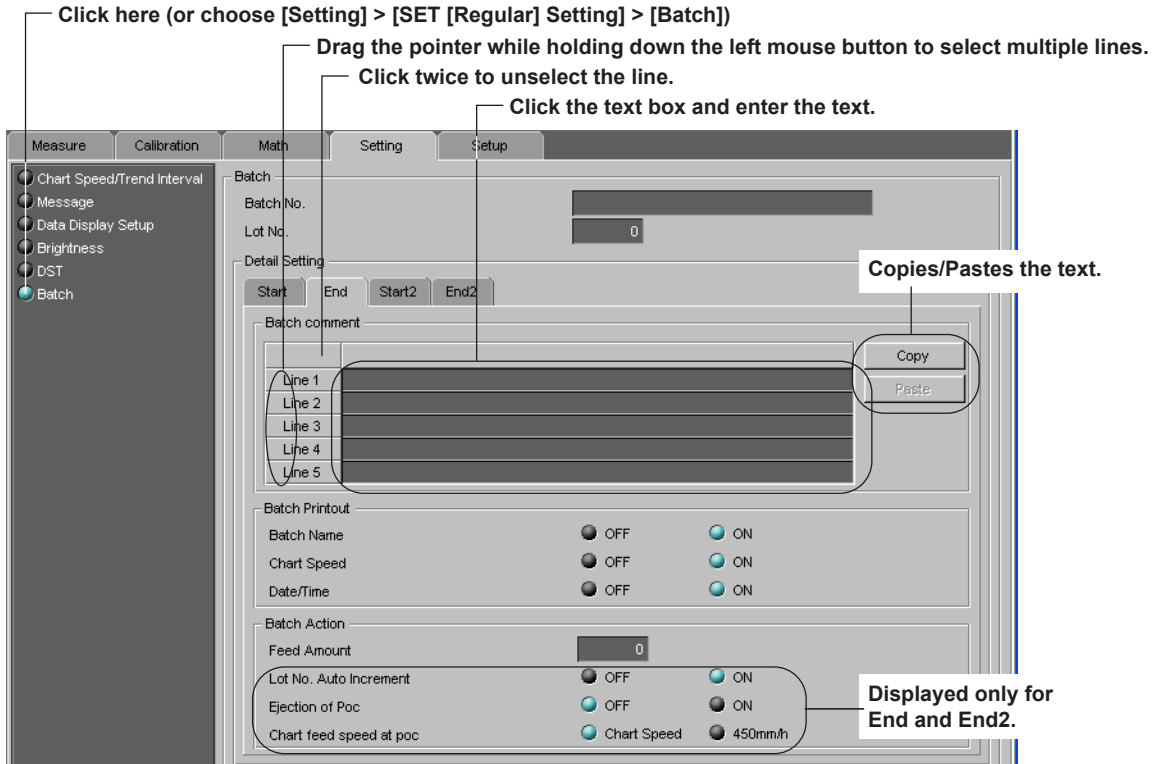 Click here (or choose [Setting] > [SET [Regular] Setting] > [Batch])
Drag the pointer while holding down the left mouse button to select multiple lines.
Click twice to unselect the line.
Click the text box and enter the text.
Measure Calibration Math Setting Setup
Chart Speed/Trend Interval
Message
Data Display Setup
Brightness
DST
Batch
Batch
Batch No.
Lot No. 0
Detail Setting
Copies/Pastes the text.
Start End Start2 End2
Batch comment
Copy
Paste
Line 1
Line 2
Line 3
Line 4
Line 5
Batch Printout
Batch Name OFF ON
Chart Speed OFF ON
Date/Time OFF ON
Batch Action
Feed Amount 0
Lot No. Auto Increment OFF ON
Ejection of Poc OFF ON
Chart feed speed at poc Chart Speed 450mm/h
Displayed only for
End and End2.